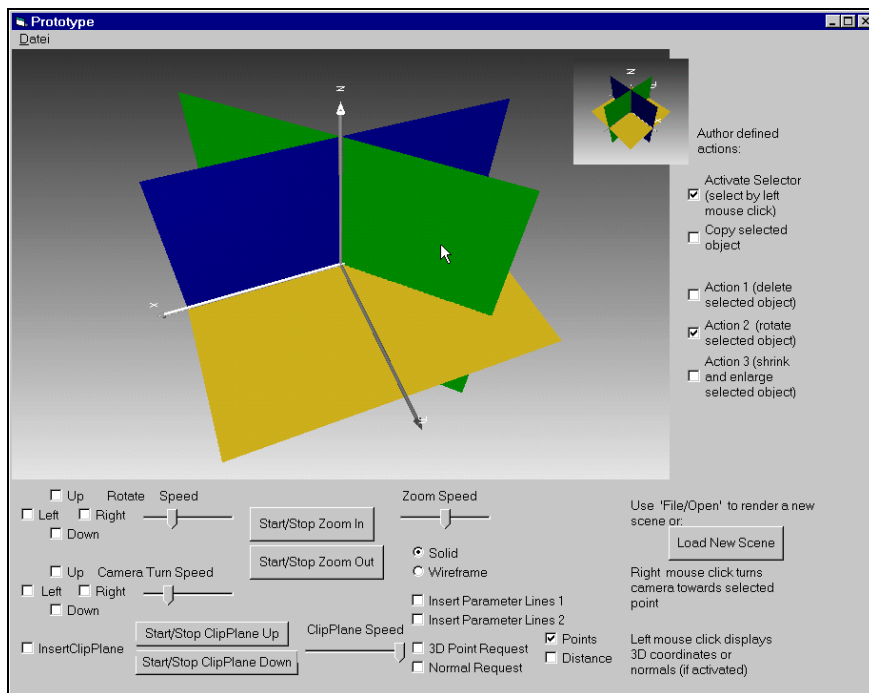 Prototype
Datei
Z
X
Author defined
actions:
Activate Selector
(select by left
mouse click)
Copy selected
object
Action 1 (delete
selected object)
Action 2 (rotate
selected object)
Action 3 (shrink
and enlarge
selected object)
Up Rotate Speed
Left Right
Down
Start/Stop Zoom In
Start/Stop Zoom Out
Zoom Speed
Solid
Wireframe
Use 'File/Open' to render a new
scene or:
Load New Scene
Right mouse click turns
camera towards selected
point
Up Camera Turn Speed
Left Right
Down
Insert Parameter Lines 1
Insert Parameter Lines 2
InsertClipPlane
Start/Stop ClipPlane Up
Start/Stop ClipPlane Down
ClipPlane Speed
3D Point Request
Normal Request
Points
Distance
Left mouse click displays
3D coordinates or
normals (if activated)